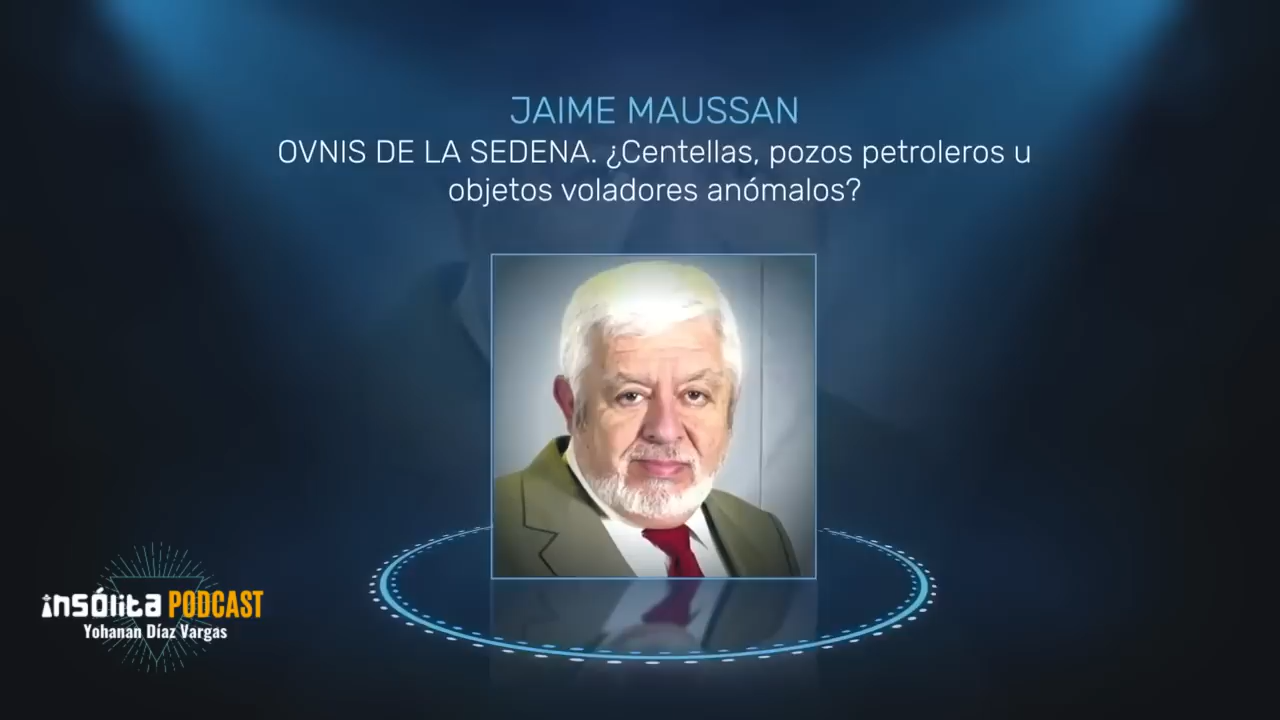 JAIME MAUSSAN
OVNIS DE LA SEDENA. ¿Centellas, pozos petroleros u
objetos voladores anómalos?
insólita PODCAST
Yohanan Díaz Vargas